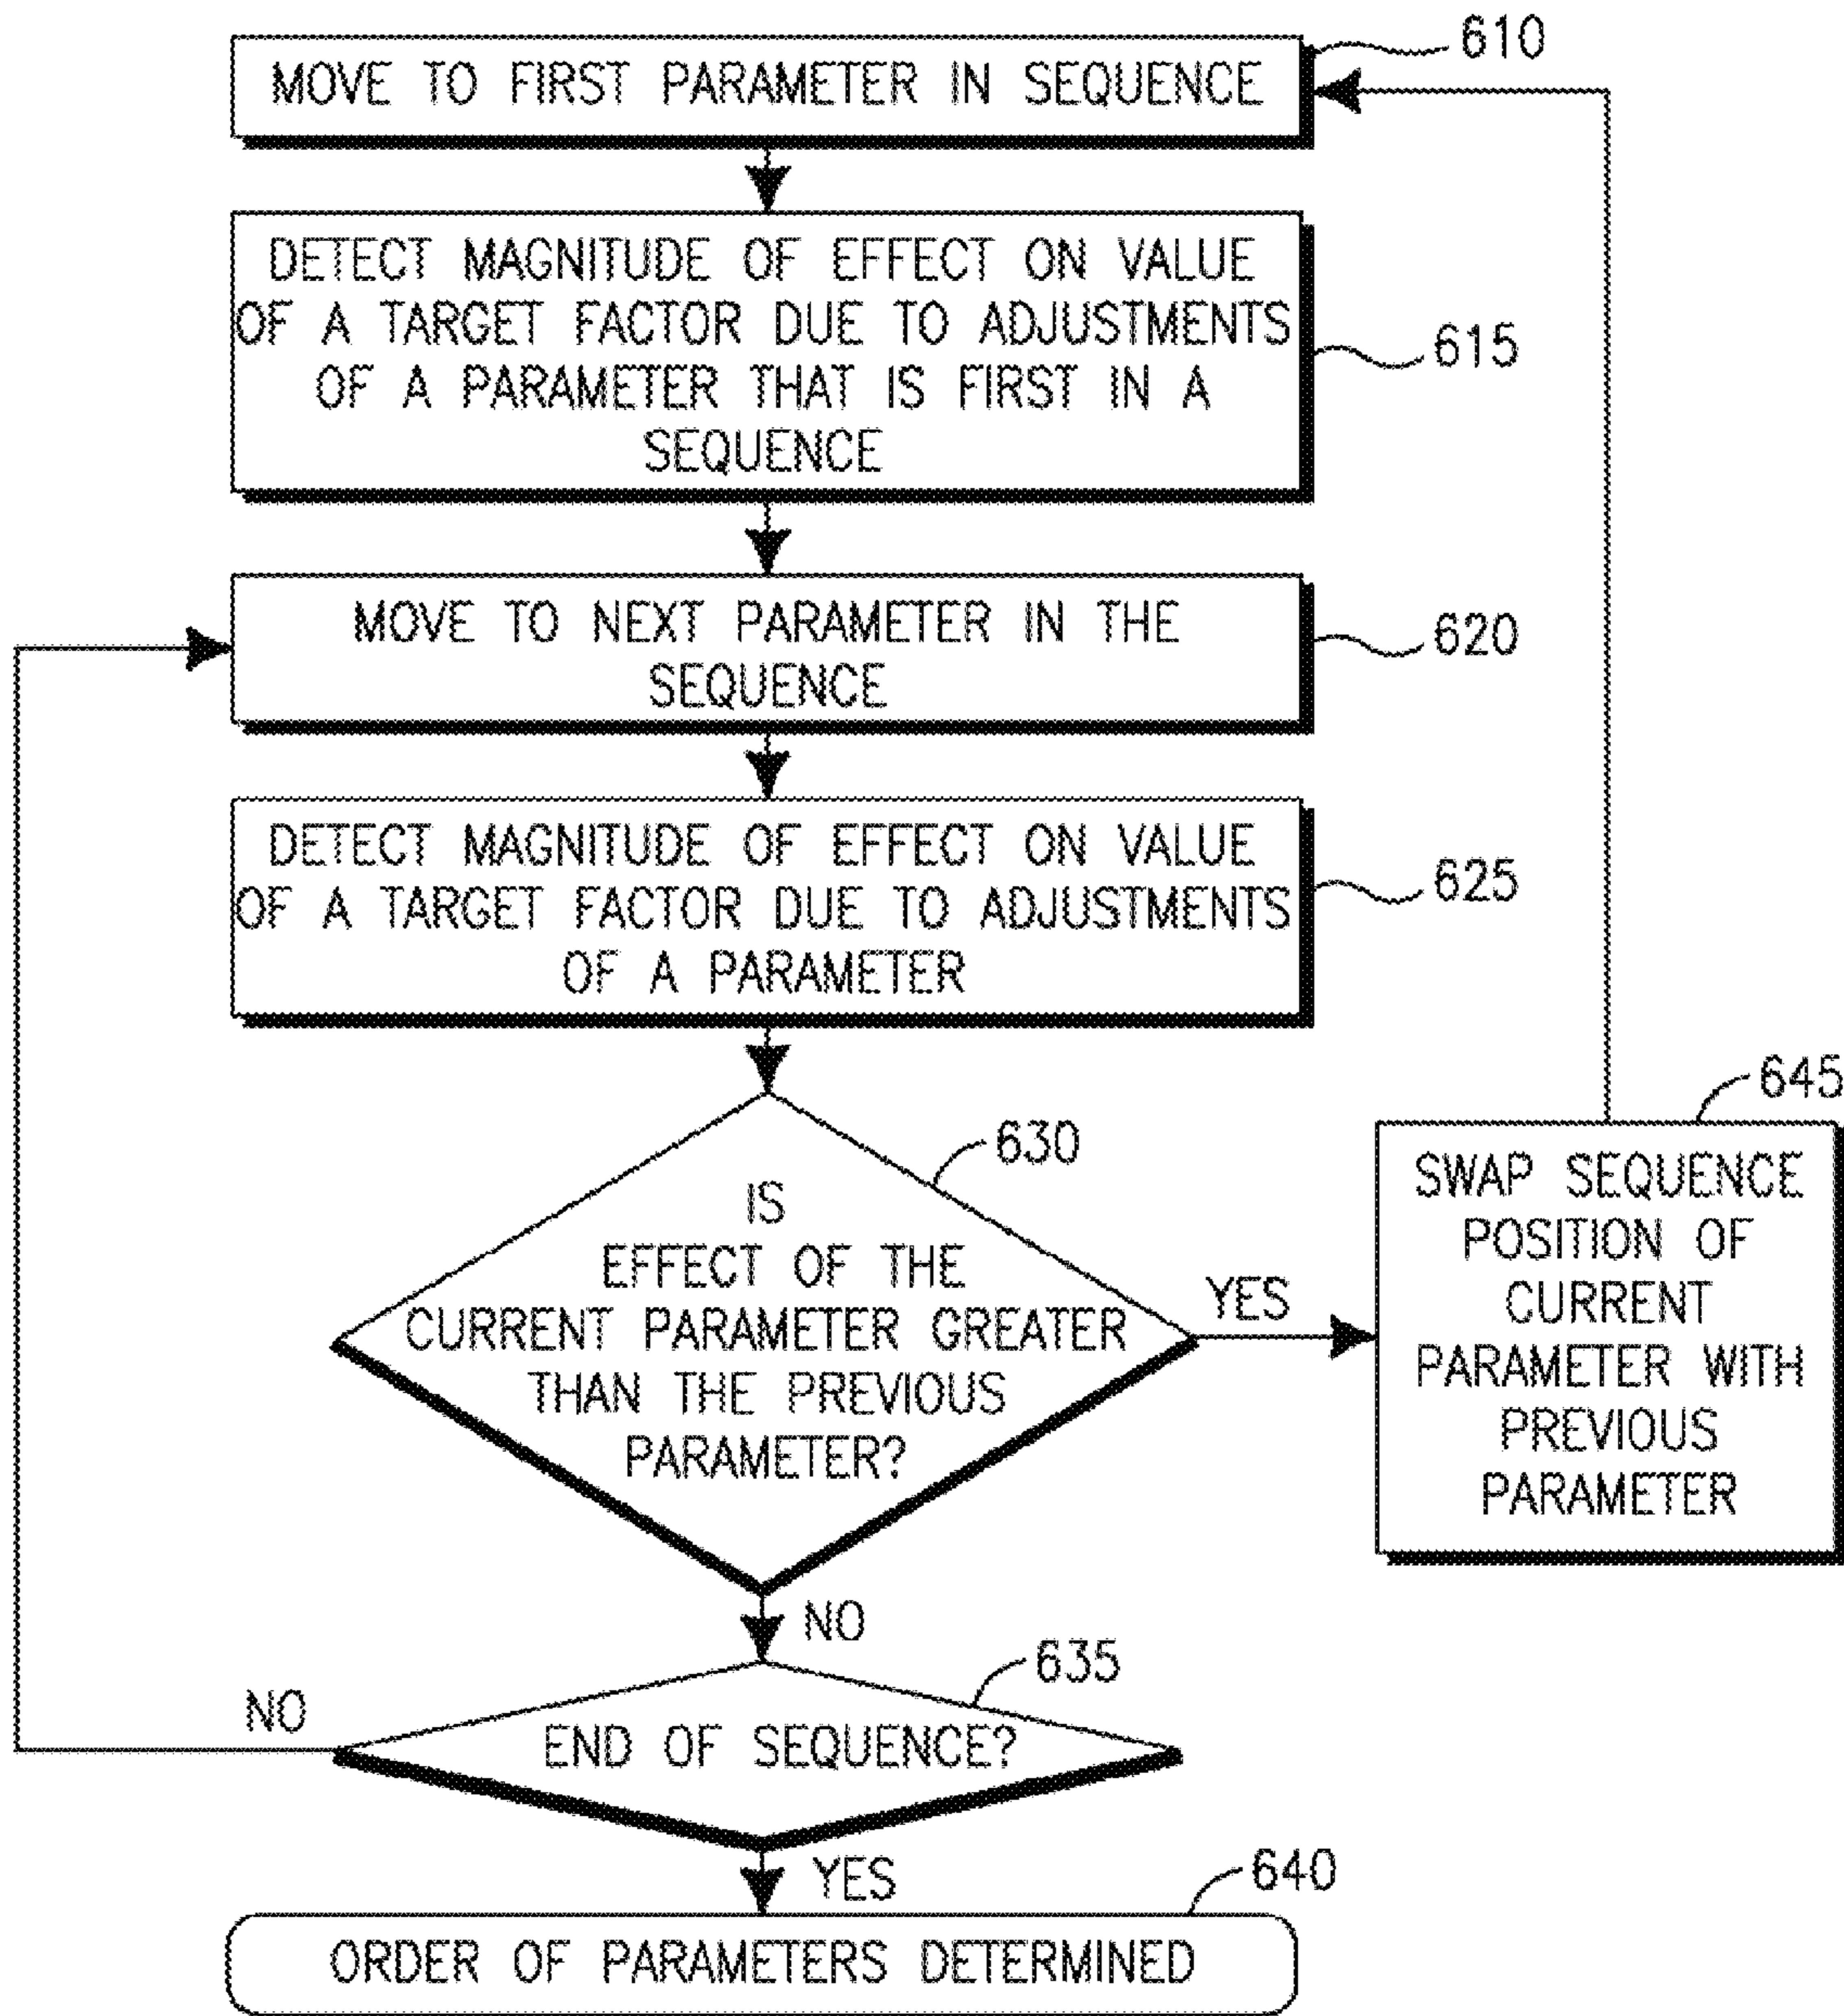 MOVE TO FIRST PARAMETER IN SEQUENCE
610
DETECT MAGNITUDE OF EFFECT ON VALUE
OF A TARGET FACTOR DUE TO ADJUSTMENTS
OF A PARAMETER THAT IS FIRST IN A
SEQUENCE
615
MOVE TO NEXT PARAMETER IN THE
SEQUENCE
620
DETECT MAGNITUDE OF EFFECT ON VALUE
OF A TARGET FACTOR DUE TO ADJUSTMENTS
OF A PARAMETER
625
630
IS
EFFECT OF THE
CURRENT PARAMETER GREATER
THAN THE PREVIOUS
PARAMETER?
YES
645
SWAP SEQUENCE
POSITION OF
CURRENT
PARAMETER WITH
PREVIOUS
PARAMETER
NO
635
END OF SEQUENCE?
NO
YES
640
ORDER OF PARAMETERS DETERMINED